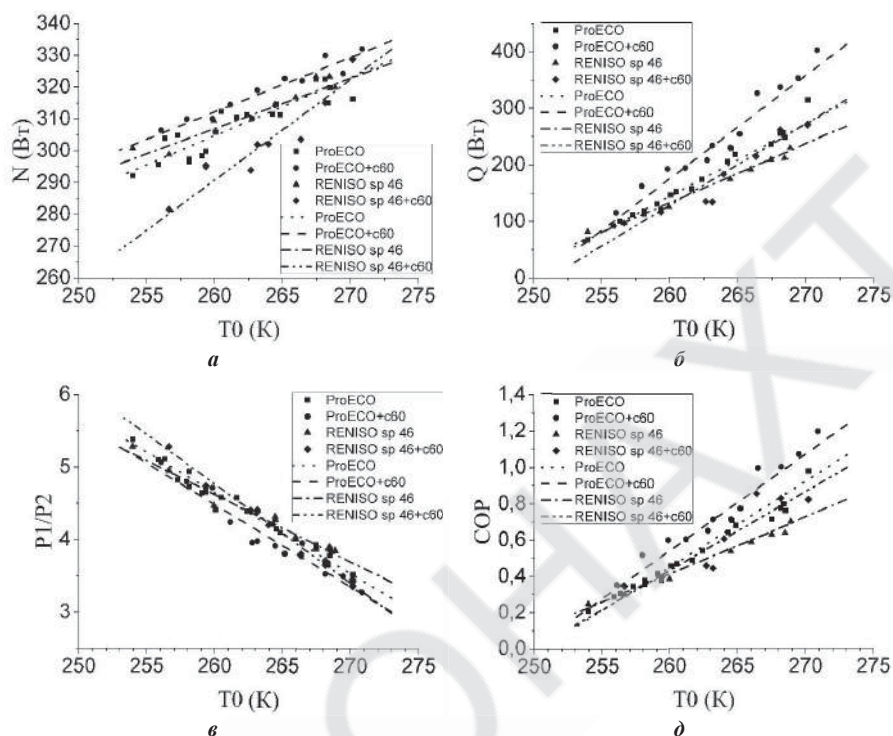 340
330
320
310
300
290
280
270
260
N (Вт)
ProECO
ProECO+c60
RENISO sp 46
RENISO sp 46+c60
ProECO
ProECO+c60
RENISO sp 46
RENISO sp 46+c60
250 255 260 265 270 275
T0 (K)
а
400
300
200
100
0
Q (Вт)
ProECO
ProECO+c60
RENISO sp 46
RENISO sp 46+c60
ProECO
ProECO+c60
RENISO sp 46
RENISO sp 46+c60
250 255 260 265 270 275
T0 (K)
б
6
5
4
3
P1/P2
ProECO
ProECO+c60
RENISO sp 46
RENISO sp 46+c60
ProECO
ProECO+c60
RENISO sp 46
RENISO sp 46+c60
250 255 260 265 270 275
T0 (K)
в
1,4
1,2
1,0
0,8
0,6
0,4
0,2
0,0
COP
ProECO
ProECO+c60
RENISO sp 46
RENISO sp 46+c60
ProECO
ProECO+c60
RENISO sp 46
RENISO sp 46+c60
250 255 260 265 270 275
T0 (K)
д
ОНАХТ